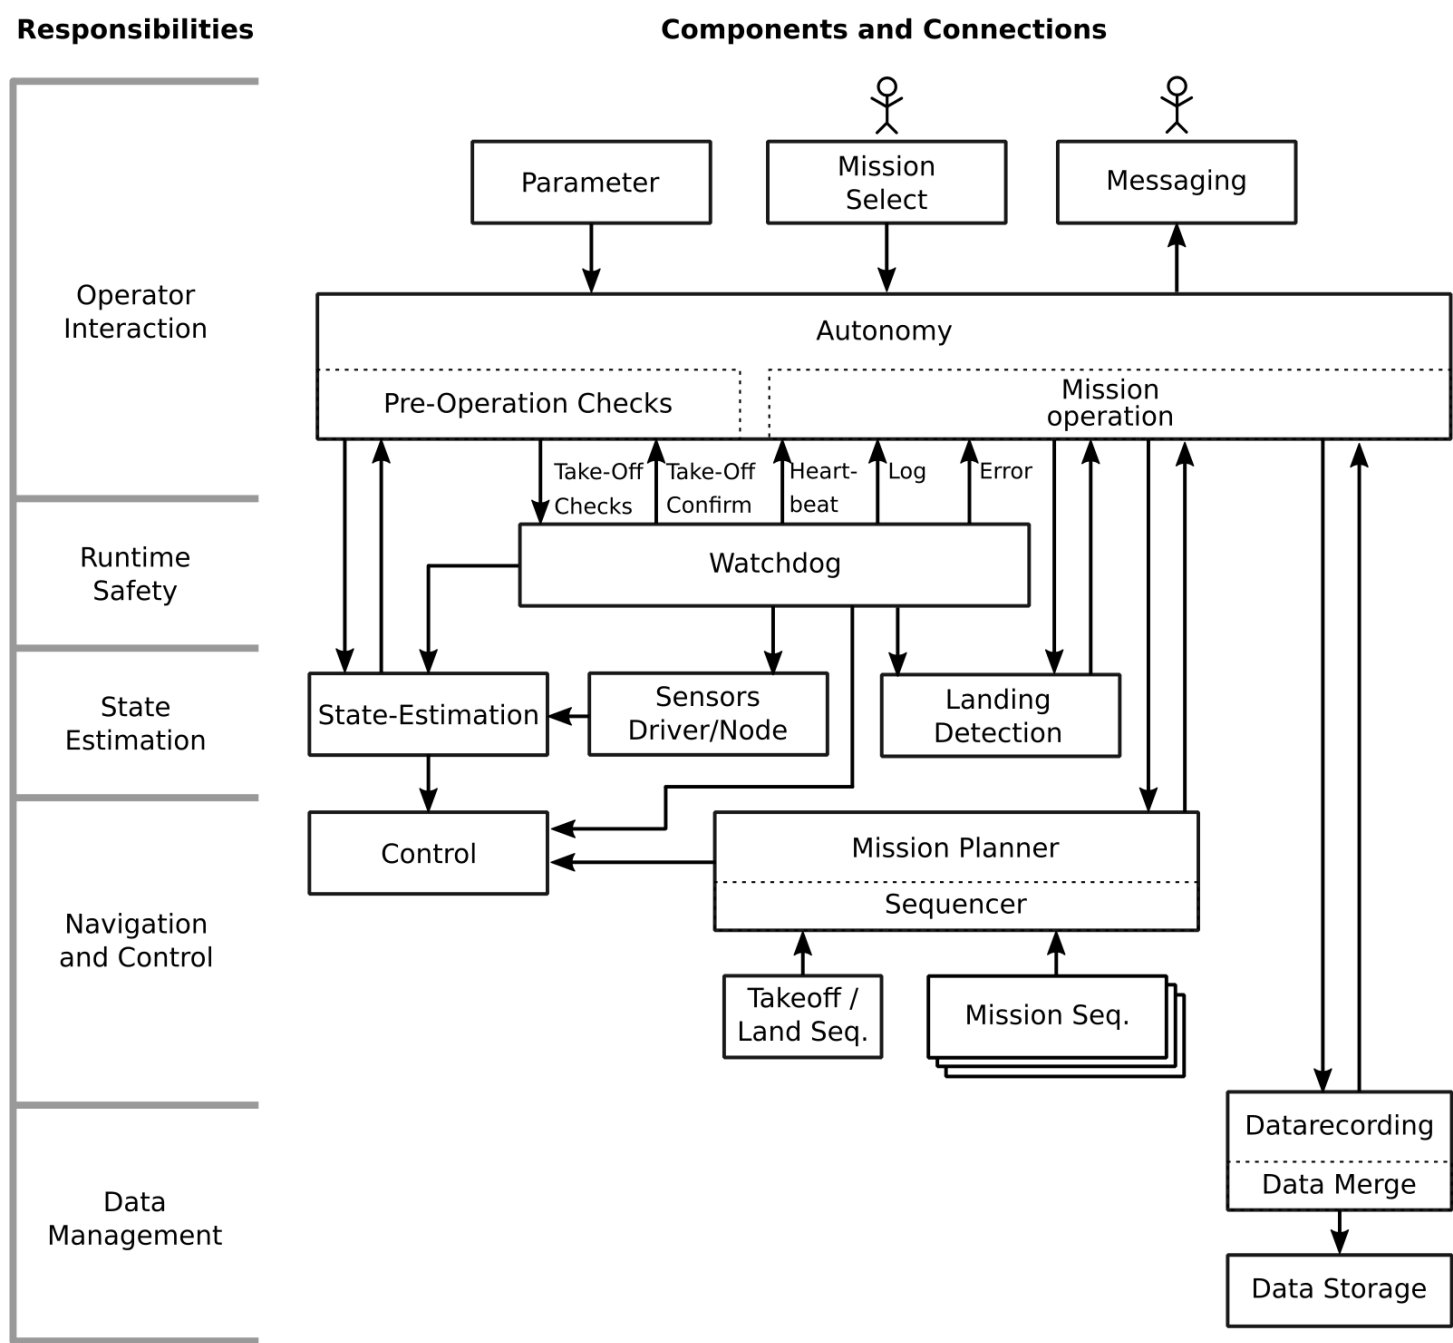 Responsibilities
Components and Connections
Operator
Interaction
Runtime
Safety
State
Estimation
Navigation
and Control
Data
Management
Parameter
Mission
Select
Messaging
Autonomy
Pre-Operation Checks
Mission
operation
Take-Off
Checks
Take-Off
Confirm
Heart-
beat
Log
Error
Watchdog
State-Estimation
Sensors
Driver/Node
Landing
Detection
Control
Mission Planner
Sequencer
Takeoff /
Land Seq.
Mission Seq.
Datarecording
Data Merge
Data Storage